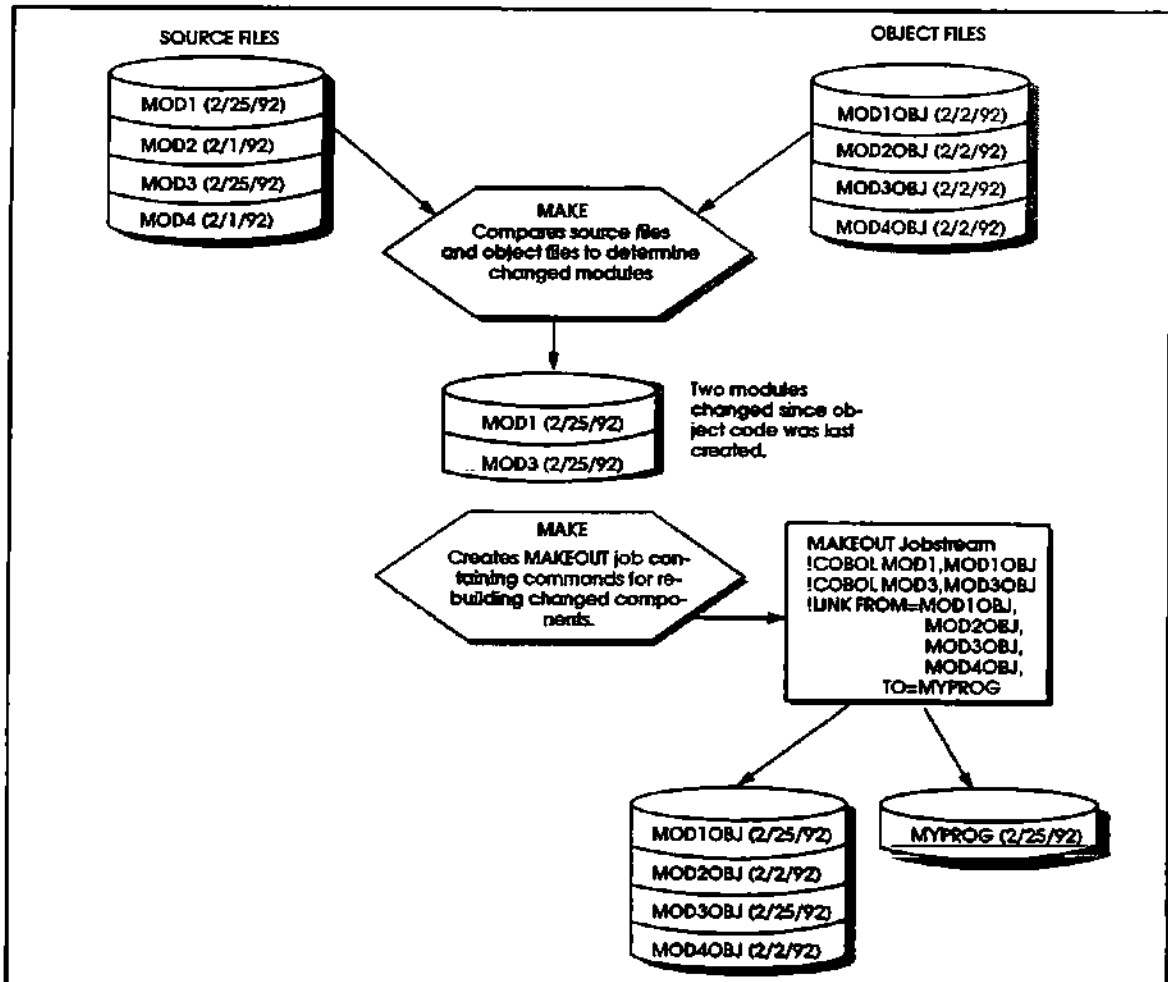 SOURCE FILES
MOD1 (2/25/92)
MOD2 (2/1/92)
MOD3 (2/25/92)
MOD4 (2/1/92)
OBJECT FILES
MOD1OBJ (2/2/92)
MOD2OBJ (2/2/92)
MOD3OBJ (2/2/92)
MOD4OBJ (2/2/92)
MAKE
Compares source files
and object files to determine
changed modules
MOD1 (2/25/92)
MOD3 (2/25/92)
Two modules
changed since ob-
ject code was last
created.
MAKE
Creates MAKEOUT job con-
taining commands for re-
building changed compo-
nents.
MAKEOUT Jobstream
!COBOL MOD1,MOD1OBJ
!COBOL MOD3,MOD3OBJ
!LINK FROM=MOD1OBJ,
MOD2OBJ,
MOD3OBJ,
MOD4OBJ,
TO=MYPROG
MOD1OBJ (2/25/92)
MOD2OBJ (2/2/92)
MOD3OBJ (2/25/92)
MOD4OBJ (2/2/92)
MYPROG (2/25/92)